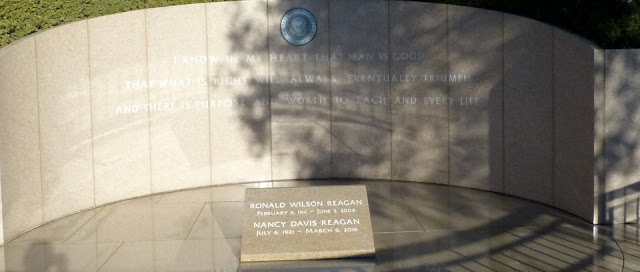 I KNOW IN MY HEART THAT MAN IS GOOD
THAT WHAT IS RIGHT WILL ALWAYS EVENTUALLY TRIUMPH
AND THERE IS PURPOSE AND WORTH TO EACH AND EVERY LIFE
RONALD WILSON REAGAN
FEBRUARY 6, 1911 - JUNE 5, 2004
NANCY DAVIS REAGAN
JULY 6, 1921 - MARCH 6, 2016